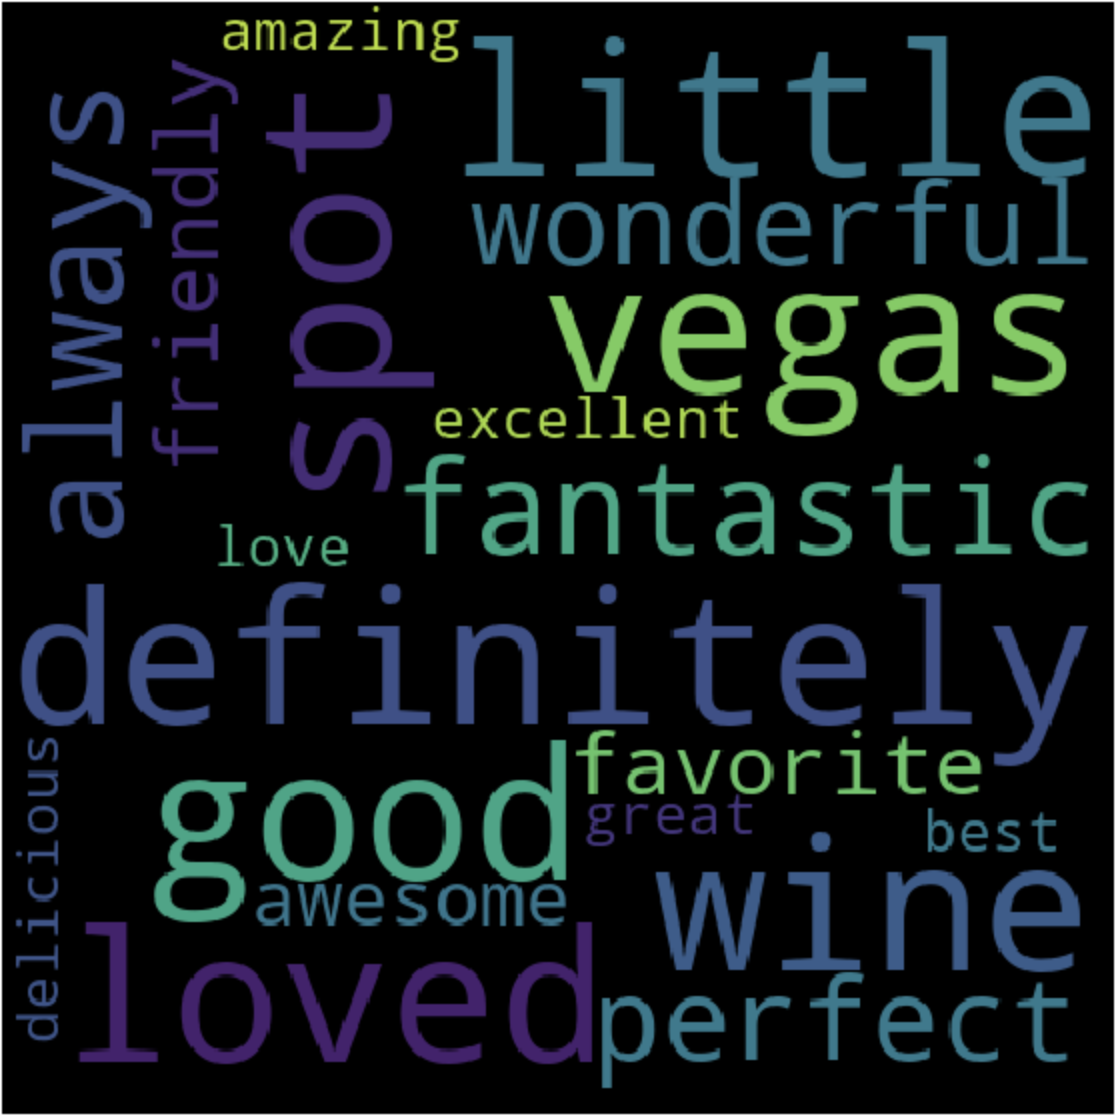 amazing
little
always
friendly
spot
wonderful
vegas
excellent
fantastic
love
definitely
delicious
good
favorite
great
best
awesome
wine
loved
perfect